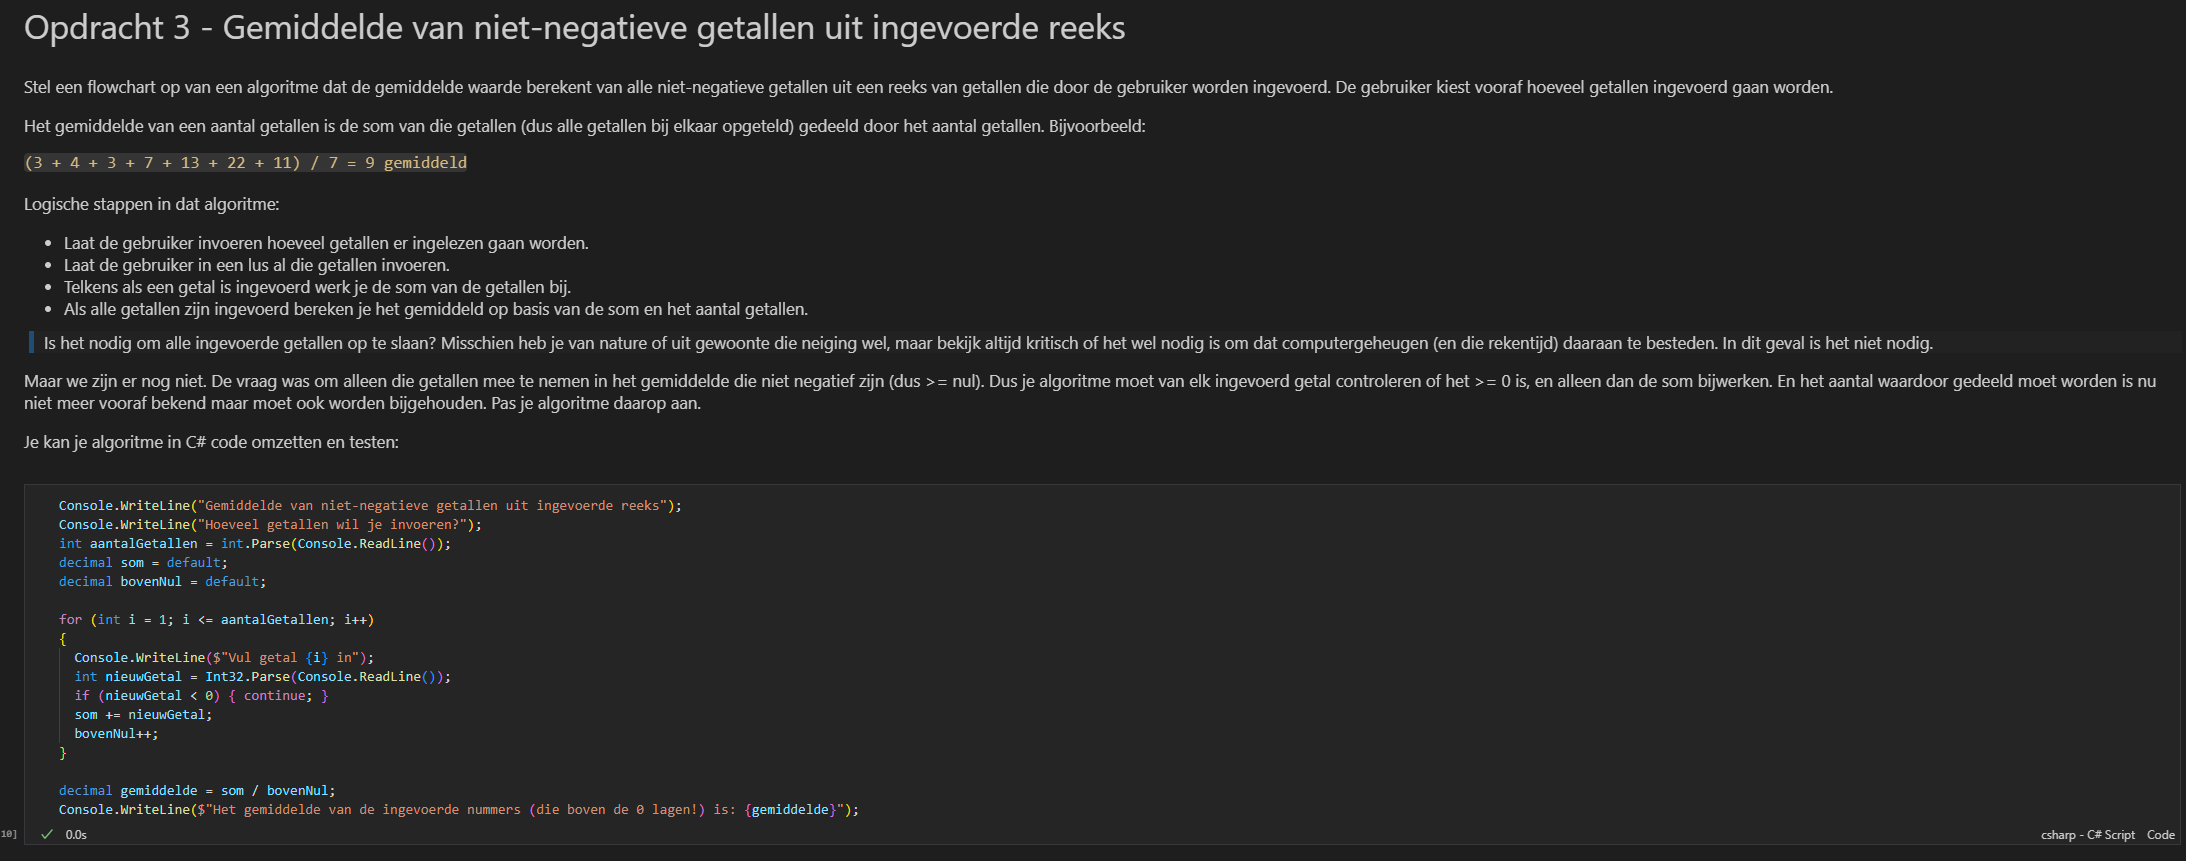 Opdracht 3 - Gemiddelde van niet-negatieve getallen uit ingevoerde reeks
Stel een flowchart op van een algoritme dat de gemiddelde waarde berekent van alle niet-negatieve getallen uit een reeks van getallen die door de gebruiker worden ingevoerd. De gebruiker kiest vooraf hoeveel getallen ingevoerd gaan worden.
Het gemiddelde van een aantal getallen is de som van die getallen (dus alle getallen bij elkaar opgeteld) gedeeld door het aantal getallen. Bijvoorbeeld:
(3 + 4 + 3 + 7 + 13 + 22 + 11) / 7 = 9 gemiddeld
Logische stappen in dat algoritme:
• Laat de gebruiker invoeren hoeveel getallen er ingelezen gaan worden.
• Laat de gebruiker in een lus al die getallen invoeren.
• Telkens als een getal is ingevoerd werk je de som van de getallen bij.
• Als alle getallen zijn ingevoerd bereken je het gemiddeld op basis van de som en het aantal getallen.
Is het nodig om alle ingevoerde getallen op te slaan? Misschien heb je van nature of uit gewoonte die neiging wel, maar bekijk altijd kritisch of het wel nodig is om dat computergeheugen (en die rekentijd) daaraan te besteden. In dit geval is het niet nodig.
Maar we zijn er nog niet. De vraag was om alleen die getallen mee te nemen in het gemiddelde die niet negatief zijn (dus >= nul). Dus je algoritme moet van elk ingevoerd getal controleren of het >= 0 is, en alleen dan de som bijwerken. En het aantal waardoor gedeeld moet worden is nu
niet meer vooraf bekend maar moet ook worden bijgehouden. Pas je algoritme daarop aan.
Je kan je algoritme in C# code omzetten en testen:
Console.WriteLine("Gemiddelde van niet-negatieve getallen uit ingevoerde reeks");
Console.WriteLine("Hoeveel getallen wil je invoeren?");
int aantalGetallen = int.Parse(Console.ReadLine());
decimal som = default;
decimal bovenNul = default;
for (int i = 1; i <= aantalGetallen; i++)
{
Console.WriteLine($"Vul getal {i} in");
int nieuwGetal = Int32.Parse(Console.ReadLine());
if (nieuwGetal < 0) { continue; }
som += nieuwGetal;
bovenNul++;
}
decimal gemiddelde = som / bovenNul;
Console.WriteLine($"Het gemiddelde van de ingevoerde nummers (die boven de 0 lagen!) is: {gemiddelde}");
10] ✓ 0.0s csharp - C# Script Code